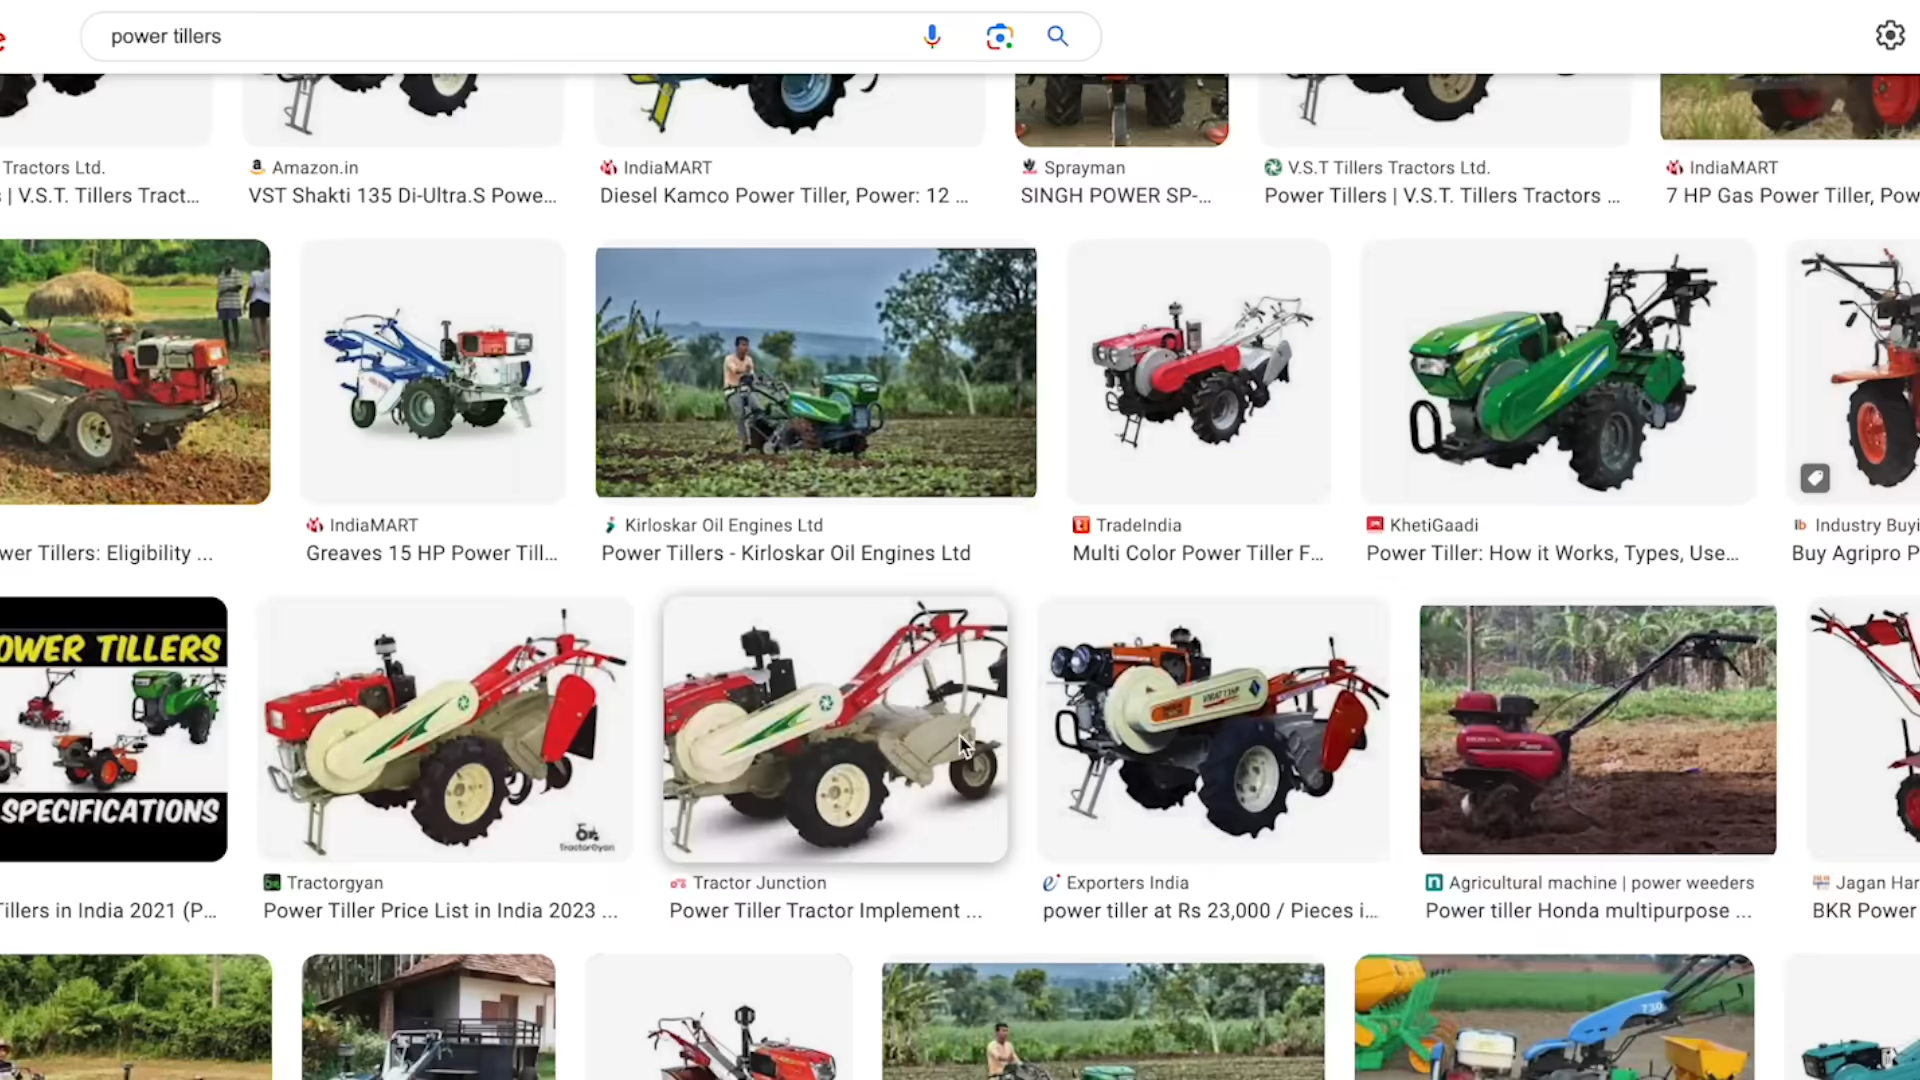 power tillers
Tractors Ltd.
Amazon.in
IndiaMART
Sprayman
V.S.T Tillers Tractors Ltd.
IndiaMART
| V.S.T. Tillers Tract...
VST Shakti 135 Di-Ultra.S Powe...
Diesel Kamco Power Tiller, Power: 12 ...
SINGH POWER SP-...
Power Tillers | V.S.T. Tillers Tractors ...
7 HP Gas Power Tiller, Pow
IndiaMART
Kirloskar Oil Engines Ltd
TradeIndia
KhetiGaadi
Industry Buyi
wer Tillers: Eligibility ...
Greaves 15 HP Power Till...
Power Tillers - Kirloskar Oil Engines Ltd
Multi Color Power Tiller F...
Power Tiller: How it Works, Types, Use...
Buy Agripro P
OWER TILLERS
SPECIFICATIONS
TractorGyan
VMAT 13HP
HONDA
Tractorgyan
Tractor Junction
Exporters India
Agricultural machine | power weeders
Jagan Har
Tillers in India 2021 (P...
Power Tiller Price List in India 2023 ...
Power Tiller Tractor Implement ...
power tiller at Rs 23,000 / Pieces i...
Power tiller Honda multipurpose ...
BKR Power
730